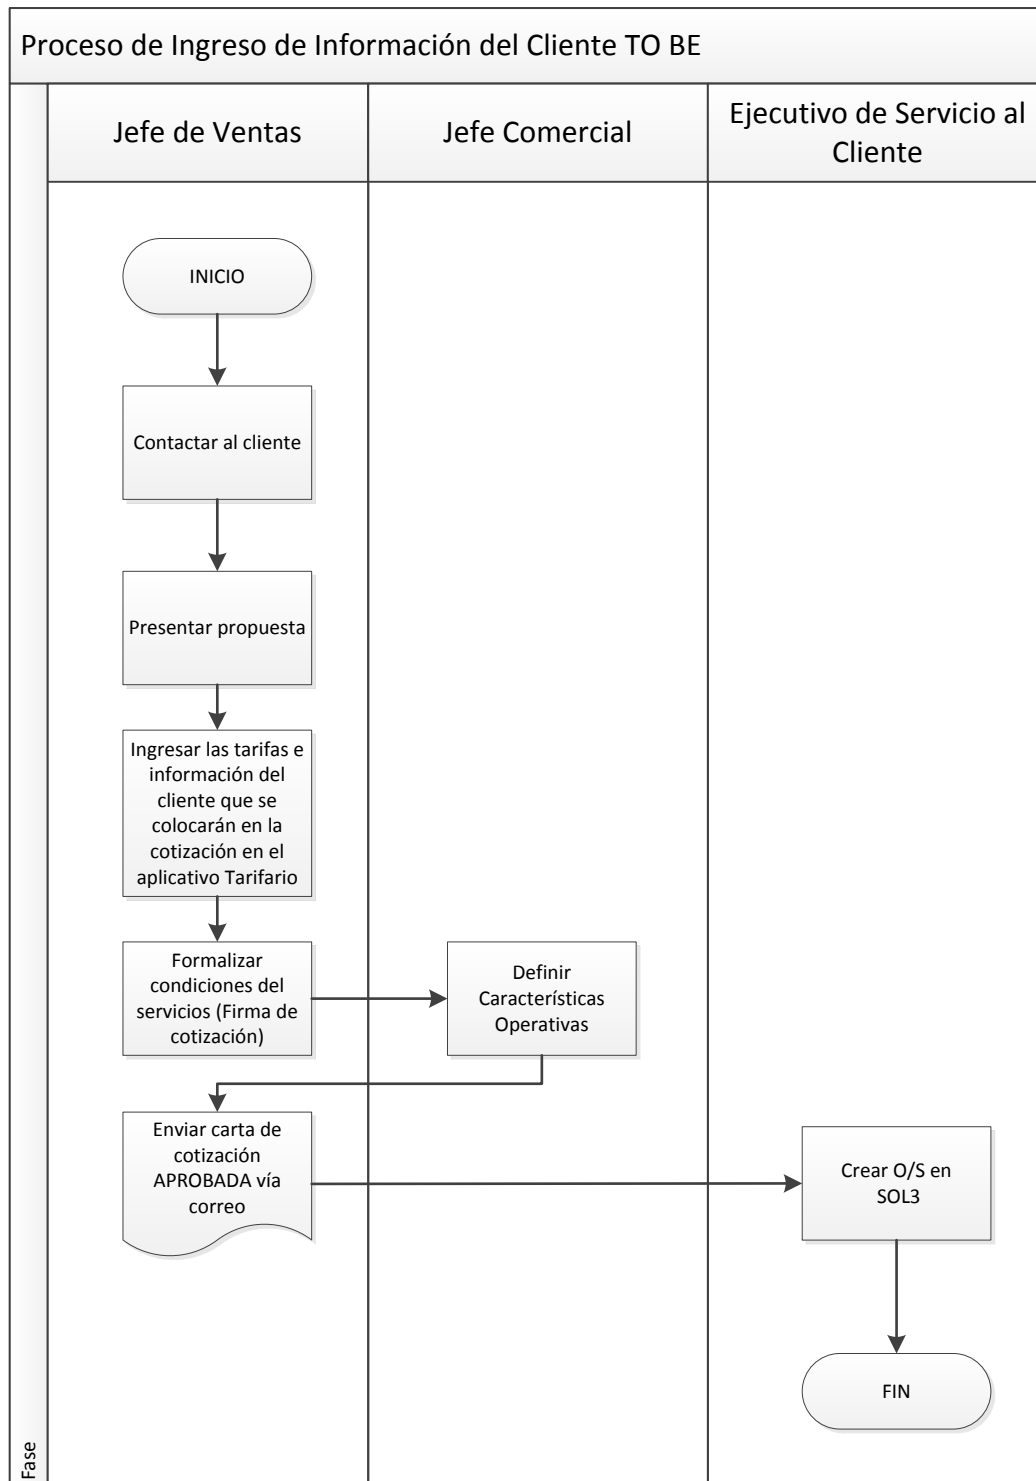 Proceso de Ingreso de Información del Cliente TO BE
Jefe de Ventas
Jefe Comercial
Ejecutivo de Servicio al
Cliente
INICIO
Contactar al cliente
Presentar propuesta
Ingresar las tarifas e
información del
cliente que se
colocarán en la
cotización en el
aplicativo Tarifario
Formalizar
condiciones del
servicios (Firma de
cotización)
Definir
Características
Operativas
Enviar carta de
cotización
APROBADA vía
correo
Crear O/S en
SOL3
FIN
Fase